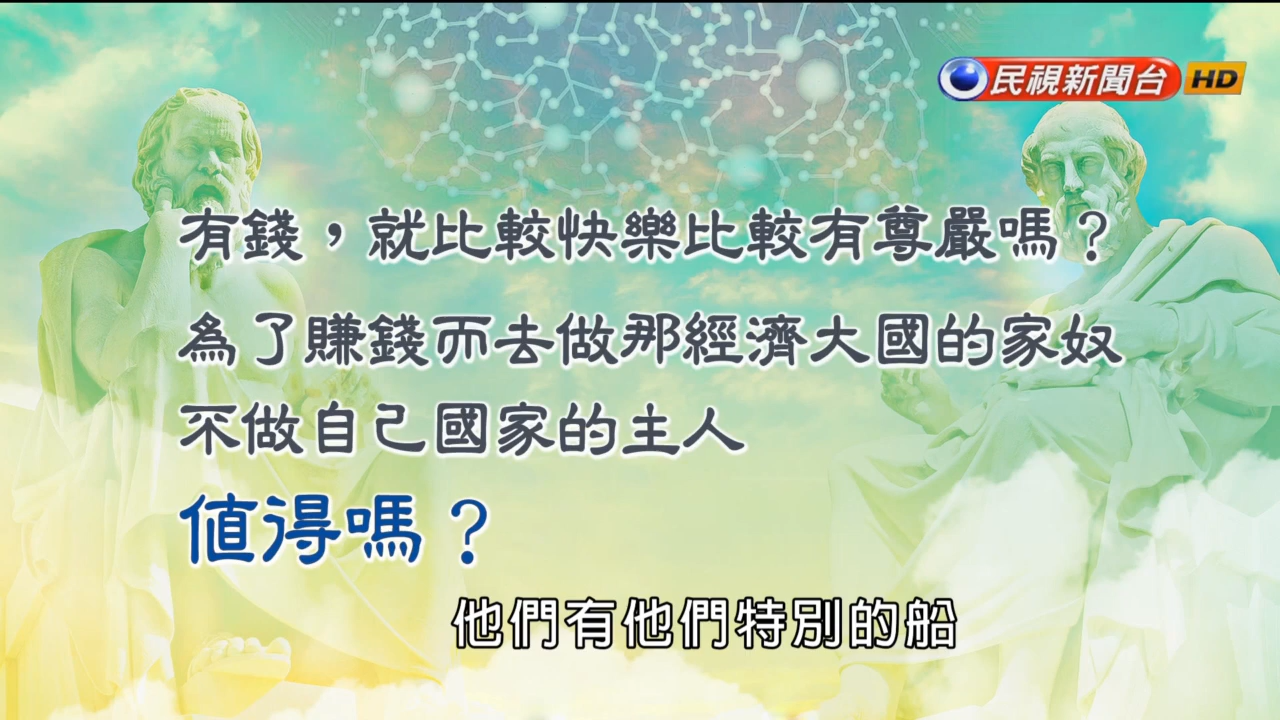 民視新聞台 HD
有錢，就比較快樂比較有尊嚴嗎？
為了賺錢而去做那經濟大國的家奴
不做自己國家的主人
值得嗎？
他們有他們特別的船